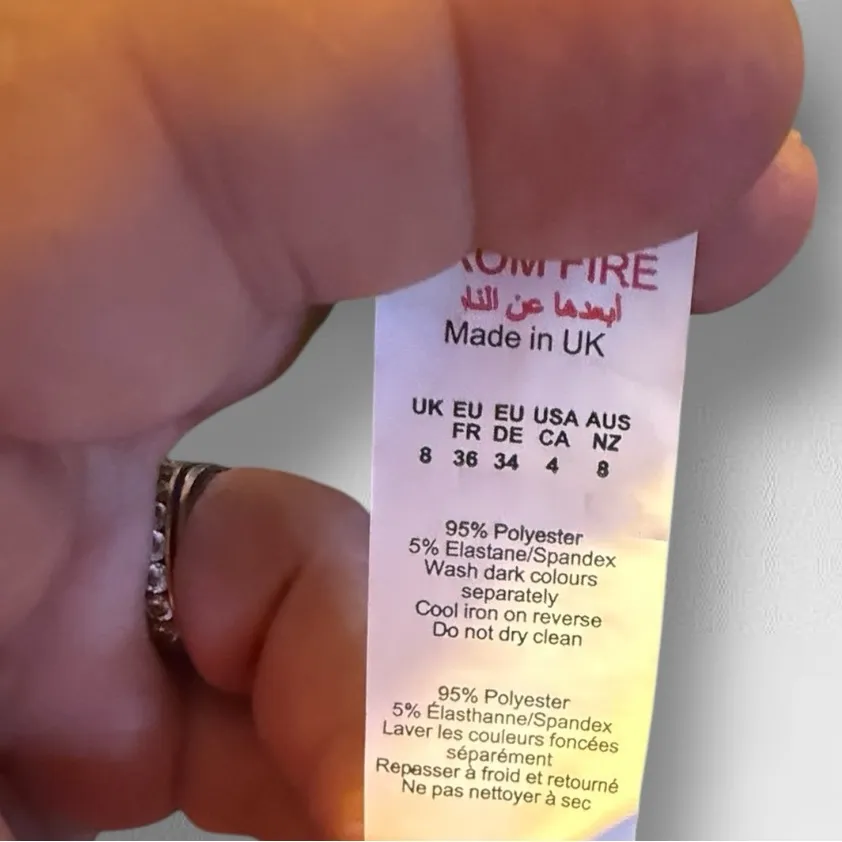 FIRE
أبعدها عن النار
Made in UK
UK EU EU USA AUS
FR DE CA NZ
8 36 34 4 8
95% Polyester
5% Elastane/Spandex
Wash dark colours
separately
Cool iron on reverse
Do not dry clean
95% Polyester
5% Élasthanne/Spandex
Laver les couleurs foncées
séparément
Repasser à froid et retourné
Ne pas nettoyer à sec